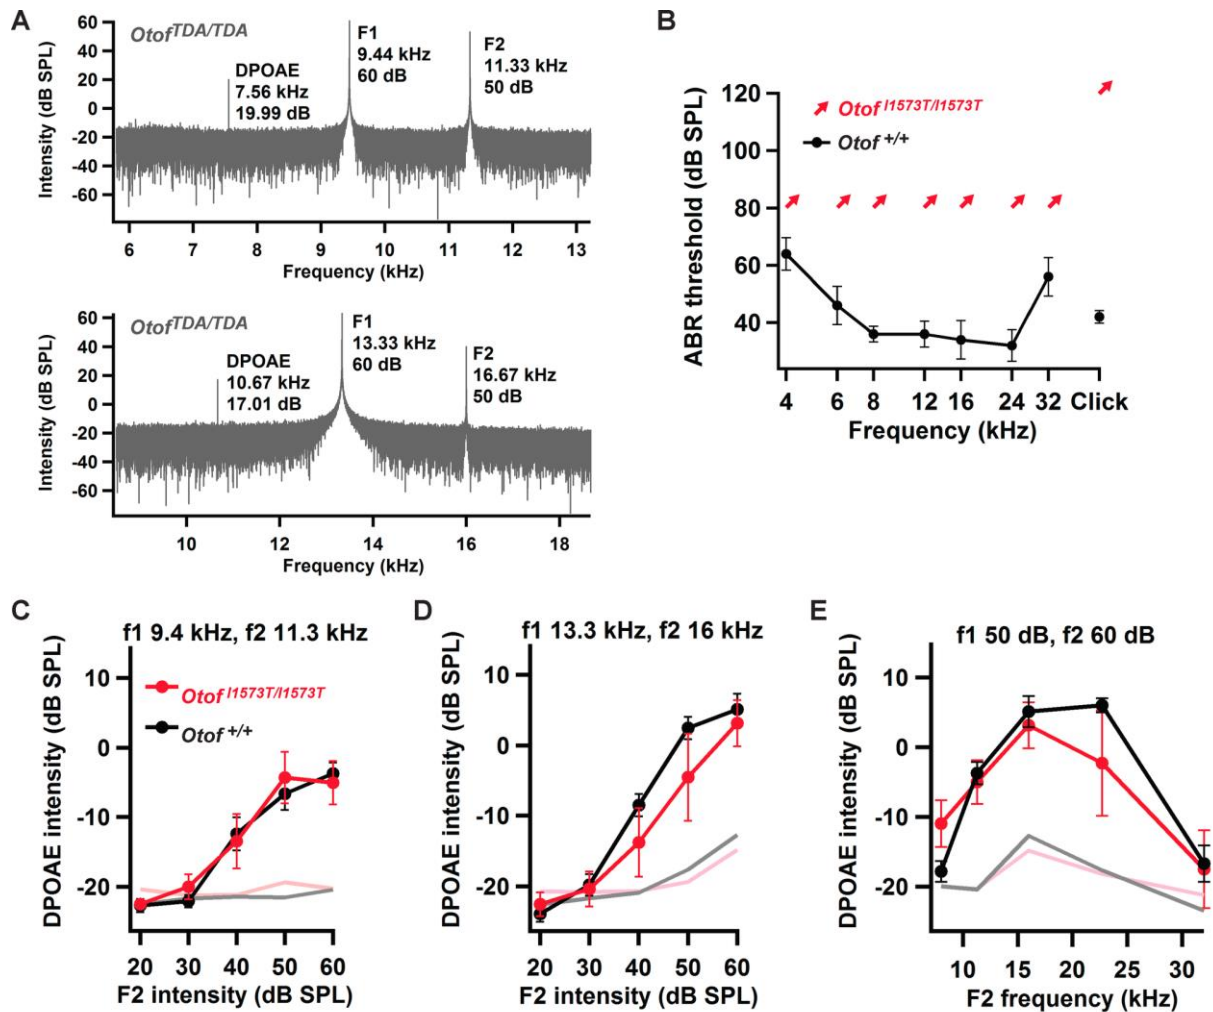 A
Otof^TDA/TDA
F1
9.44 kHz
60 dB
F2
11.33 kHz
50 dB
DPOAE
7.56 kHz
19.99 dB
Intensity (dB SPL)
60
40
20
0
-20
-40
-60
6 7 8 9 10 11 12 13
Frequency (kHz)
Otof^TDA/TDA
F1
13.33 kHz
60 dB
F2
16.67 kHz
50 dB
DPOAE
10.67 kHz
17.01 dB
Intensity (dB SPL)
60
40
20
0
-20
-40
-60
10 12 14 16 18
Frequency (kHz)
B
Otof^I1573T/I1573T
Otof^+/+
ABR threshold (dB SPL)
120
100
80
60
40
4 6 8 12 16 24 32 Click
Frequency (kHz)
C
f1 9.4 kHz, f2 11.3 kHz
Otof^I1573T/I1573T
Otof^+/+
DPOAE intensity (dB SPL)
10
0
-10
-20
20 30 40 50 60
F2 intensity (dB SPL)
D
f1 13.3 kHz, f2 16 kHz
DPOAE intensity (dB SPL)
10
0
-10
-20
20 30 40 50 60
F2 intensity (dB SPL)
E
f1 50 dB, f2 60 dB
DPOAE intensity (dB SPL)
10
0
-10
-20
10 15 20 25 30
F2 frequency (kHz)